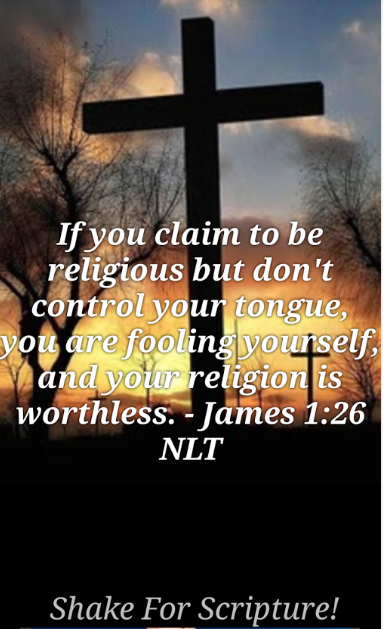 If you claim to be
religious but don't
control your tongue,
you are fooling yourself,
and your religion is
worthless. - James 1:26
NLT
Shake For Scripture!